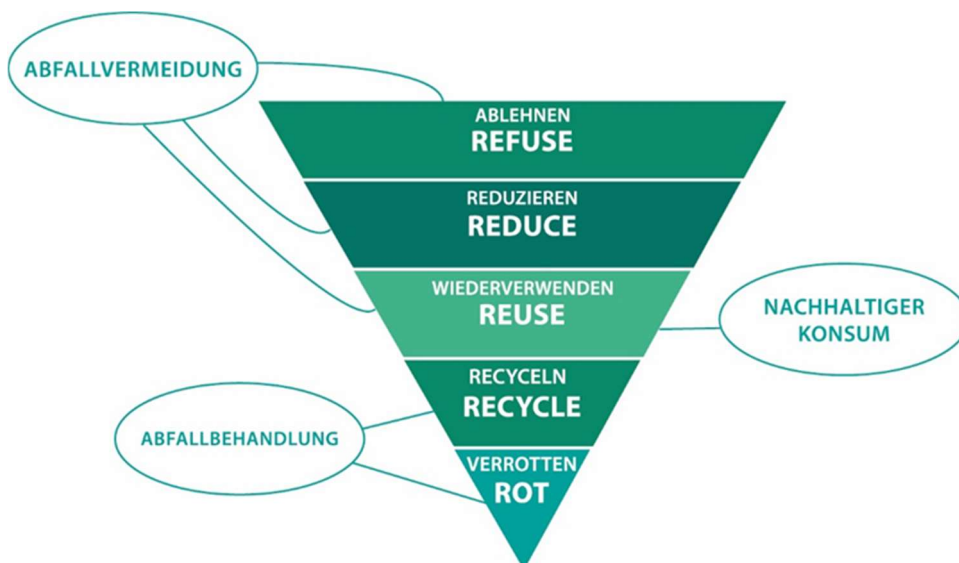 ABFALLVERMEIDUNG
ABLEHNEN
REFUSE
REDUZIEREN
REDUCE
WIEDERVERWENDEN
REUSE
NACHHALTIGER
KONSUM
RECYCELN
RECYCLE
ABFALLBEHANDLUNG
VERROTTEN
ROT